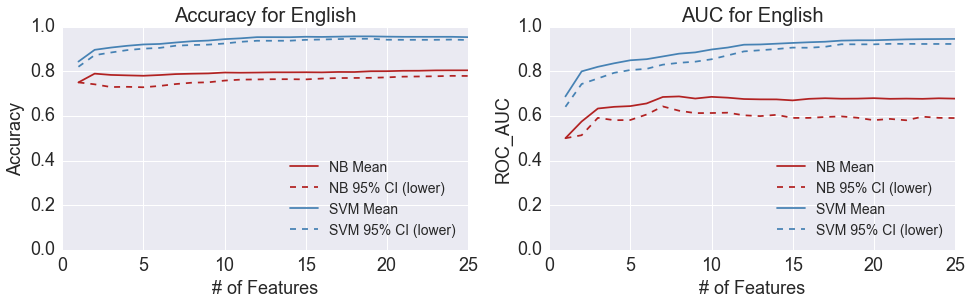 Accuracy for English
1.0
0.8
0.6
0.4
0.2
0.0
Accuracy
NB Mean
NB 95% CI (lower)
SVM Mean
SVM 95% CI (lower)
0 5 10 15 20 25
# of Features
AUC for English
1.0
0.8
0.6
0.4
0.2
0.0
ROC_AUC
NB Mean
NB 95% CI (lower)
SVM Mean
SVM 95% CI (lower)
0 5 10 15 20 25
# of Features